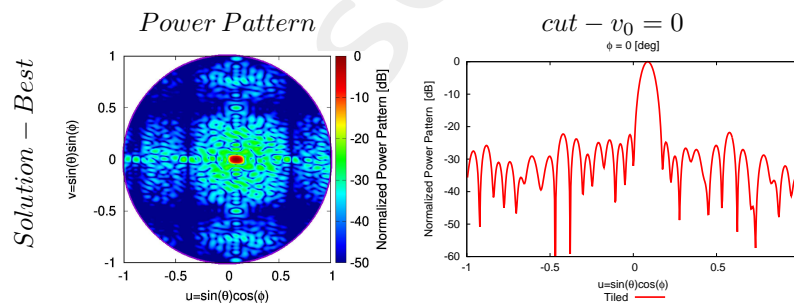 Power Pattern
cut − v0 = 0
ϕ = 0 [deg]
Solution − Best
1
0.5
0
-0.5
-1
-1
-0.5
0
0.5
1
v=sin(θ)sin(ϕ)
u=sin(θ)cos(ϕ)
0
-10
-20
-30
-40
-50
Normalized Power Pattern [dB]
0
-10
-20
-30
-40
-50
-60
-1
-0.5
0
0.5
Normalized Power Pattern [dB]
u=sin(θ)cos(ϕ)
Tiled